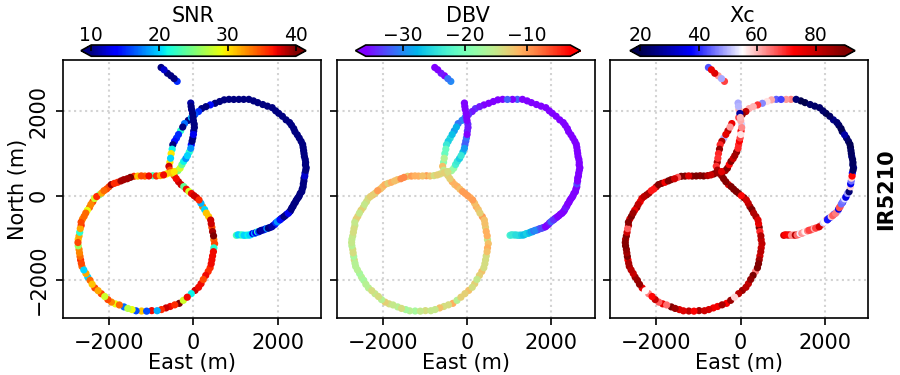 SNR DBV Xc
10 20 30 40 −30 −20 −10 20 40 60 80
2000
0
−2000
North (m)
IR5210
−2000 0 2000 −2000 0 2000 −2000 0 2000
East (m) East (m) East (m)